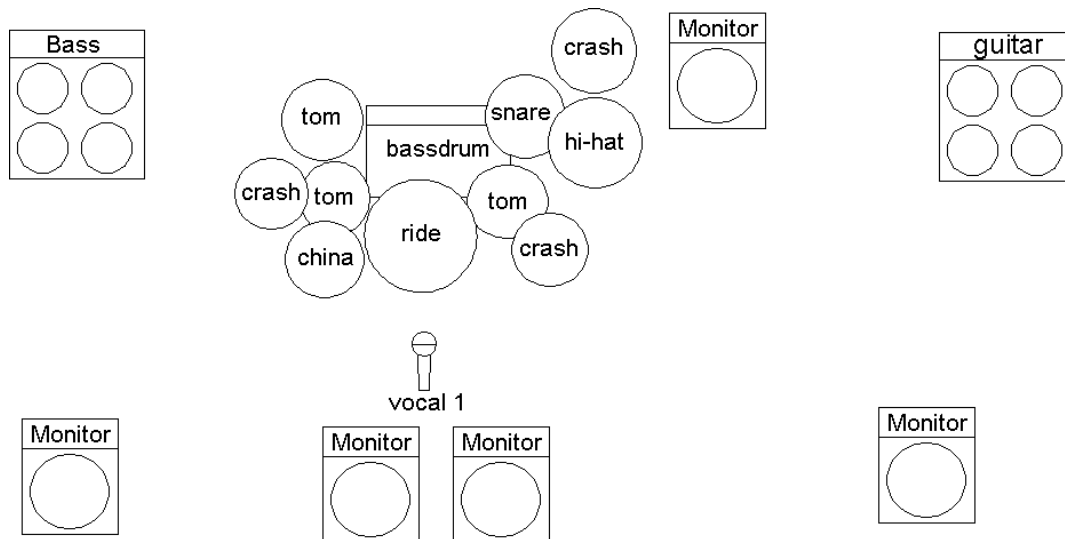 Bass
crash
Monitor
guitar
tom
snare
hi-hat
bassdrum
crash
tom
tom
ride
crash
china
vocal 1
Monitor
Monitor
Monitor
Monitor